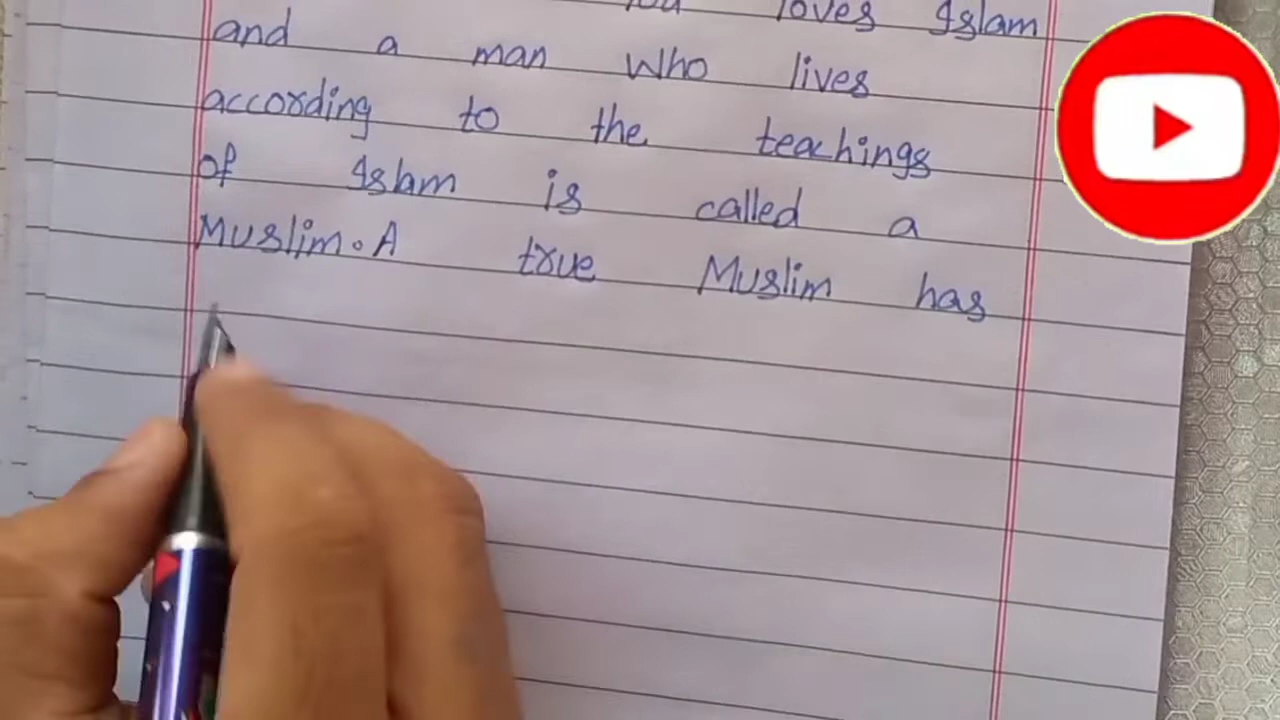 loves Islam
and a man who lives
according to the teachings
of Islam is called a
Muslim. A true Muslim has